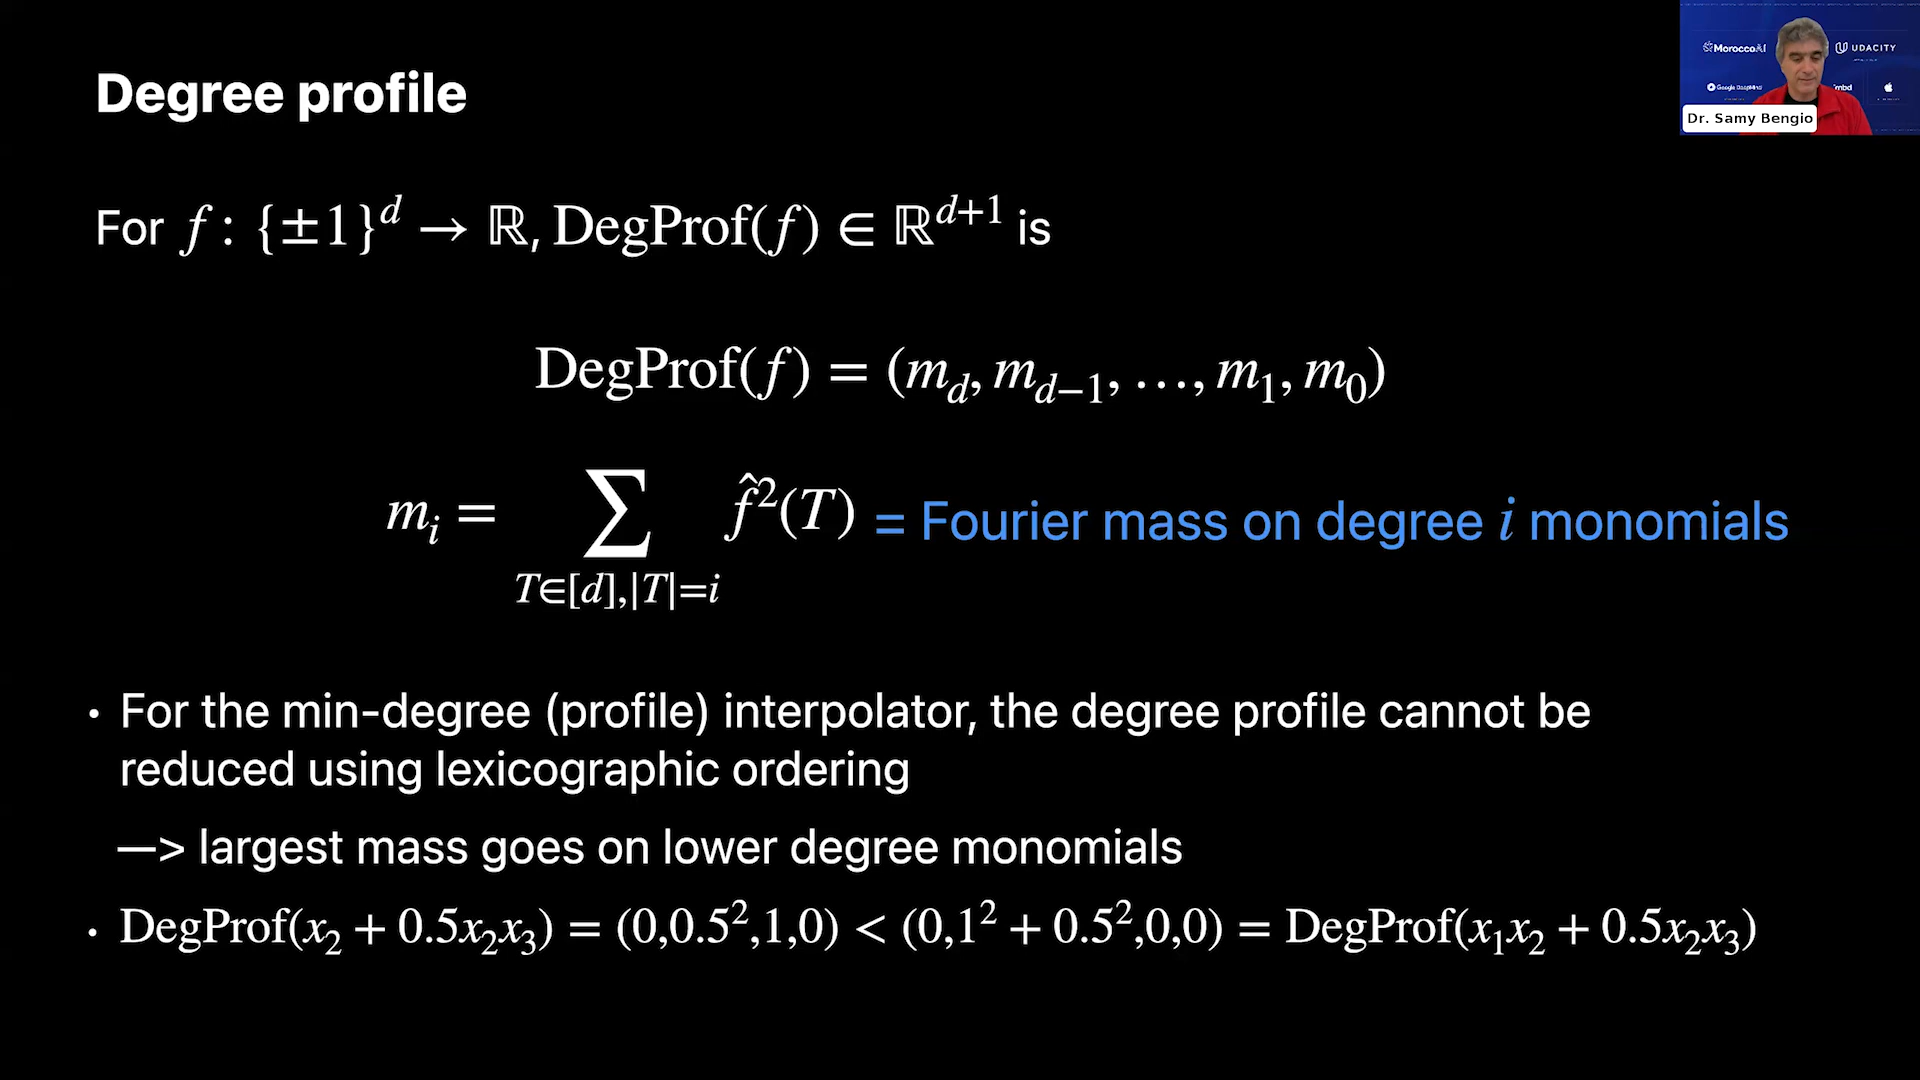 Degree profile
MoroccoAI
UDACITY
Google DeepMind
Dr. Samy Bengio
For f : {±1}^d → ℝ, DegProf(f) ∈ ℝ^{d+1} is
DegProf(f) = (m_d, m_{d−1}, …, m_1, m_0)
m_i = ∑_{T∈[d],|T|=i} f̂²(T) = Fourier mass on degree i monomials
• For the min-degree (profile) interpolator, the degree profile cannot be
reduced using lexicographic ordering
—> largest mass goes on lower degree monomials
• DegProf(x_2 + 0.5x_2x_3) = (0,0.5²,1,0) < (0,1² + 0.5²,0,0) = DegProf(x_1x_2 + 0.5x_2x_3)